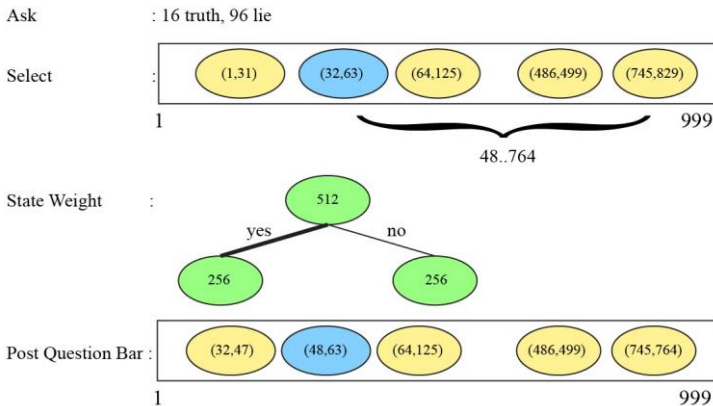 Ask : 16 truth, 96 lie
Select : (1,31) (32,63) (64,125) (486,499) (745,829)
1 999
48..764
State Weight : 512
yes no
256 256
Post Question Bar : (32,47) (48,63) (64,125) (486,499) (745,764)
1 999